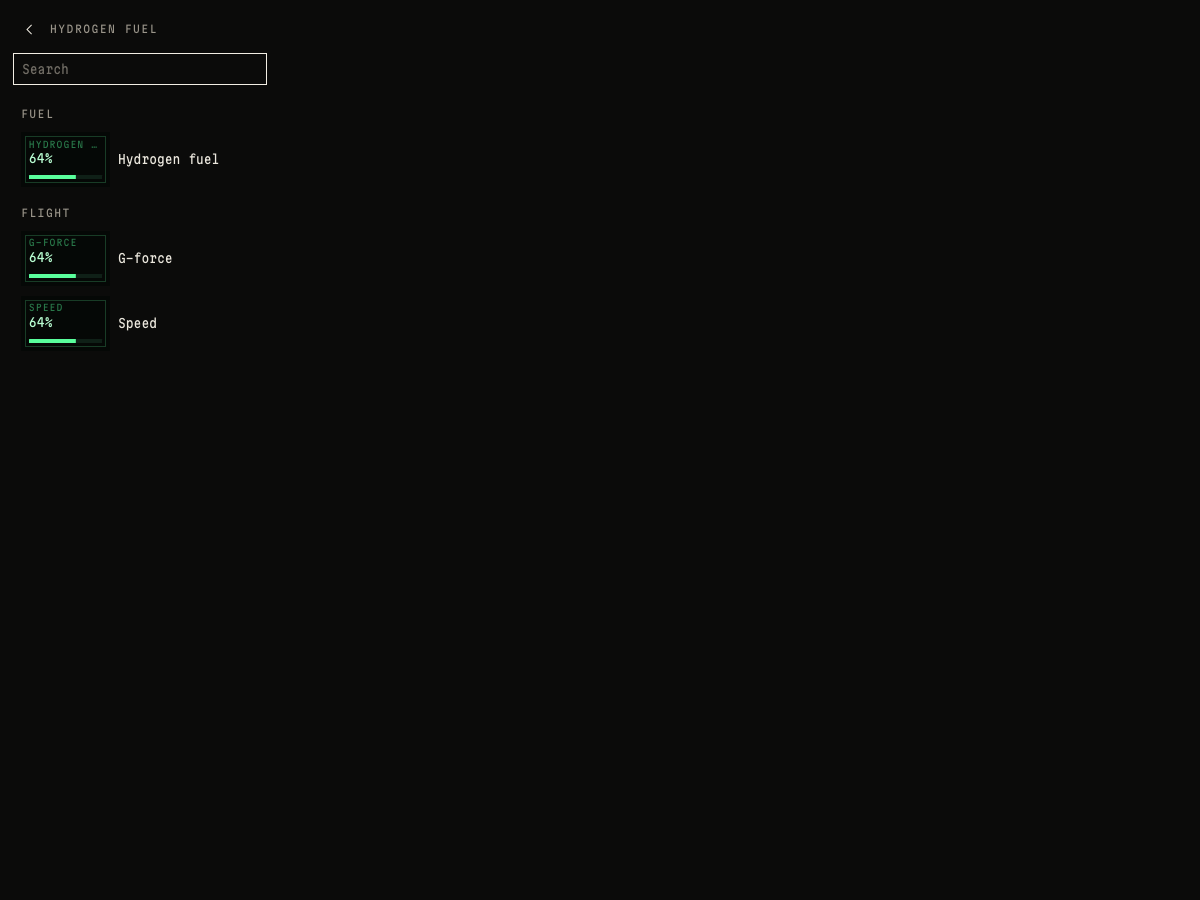 HYDROGEN FUEL
Search
FUEL
HYDROGEN …
64%
Hydrogen fuel
FLIGHT
G-FORCE
64%
G-force
SPEED
64%
Speed